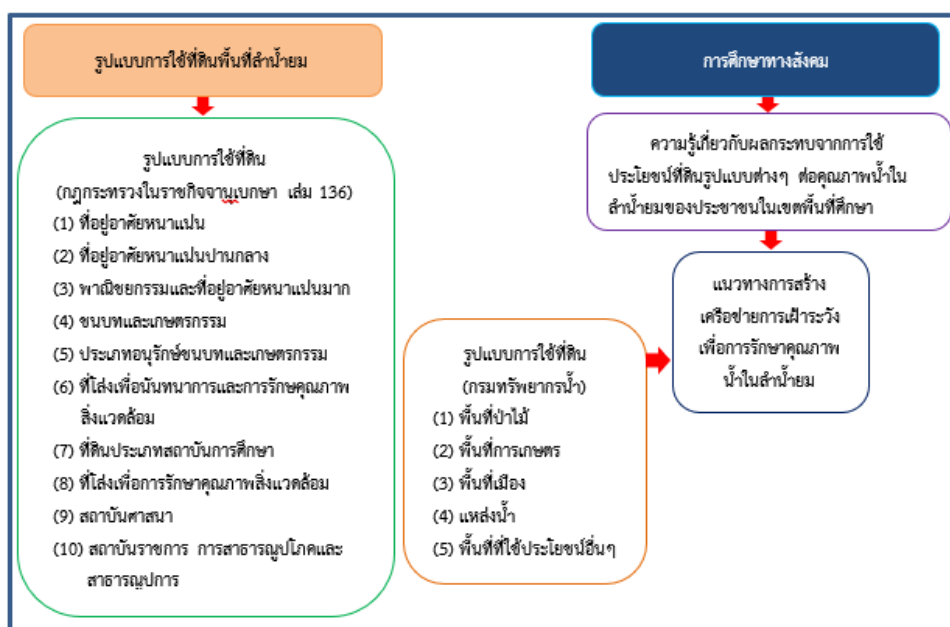 รูปแบบการใช้ที่ดินพื้นที่ลำน้ำยม
รูปแบบการใช้ที่ดิน
(กฎกระทรวงในราชกิจจานุเบกษา เล่ม 136)
(1) ที่อยู่อาศัยหนาแน่น
(2) ที่อยู่อาศัยหนาแน่นปานกลาง
(3) พาณิชยกรรมและที่อยู่อาศัยหนาแน่นมาก
(4) ชนบทและเกษตรกรรม
(5) ประเภทอนุรักษ์ชนบทและเกษตรกรรม
(6) ที่โล่งเพื่อนันทนาการและการรักษคุณภาพ
สิ่งแวดล้อม
(7) ที่ดินประเภทสถาบันการศึกษา
(8) ที่โล่งเพื่อการรักษาคุณภาพสิ่งแวดล้อม
(9) สถาบันศาสนา
(10) สถาบันราชการ การสาธารณูปโภคและ
สาธารณูปการ
รูปแบบการใช้ที่ดิน
(กรมทรัพยากรน้ำ)
(1) พื้นที่ป่าไม้
(2) พื้นที่การเกษตร
(3) พื้นที่เมือง
(4) แหล่งน้ำ
(5) พื้นที่ที่ใช้ประโยชน์อื่นๆ
การศึกษาทางสังคม
ความรู้เกี่ยวกับผลกระทบจากการใช้
ประโยชน์ที่ดินรูปแบบต่างๆ ต่อคุณภาพน้ำใน
ลำน้ำยมของประชาชนในเขตพื้นที่ศึกษา
แนวทางการสร้าง
เครือข่ายการเฝ้าระวัง
เพื่อการรักษาคุณภาพ
น้ำในลำน้ำยม